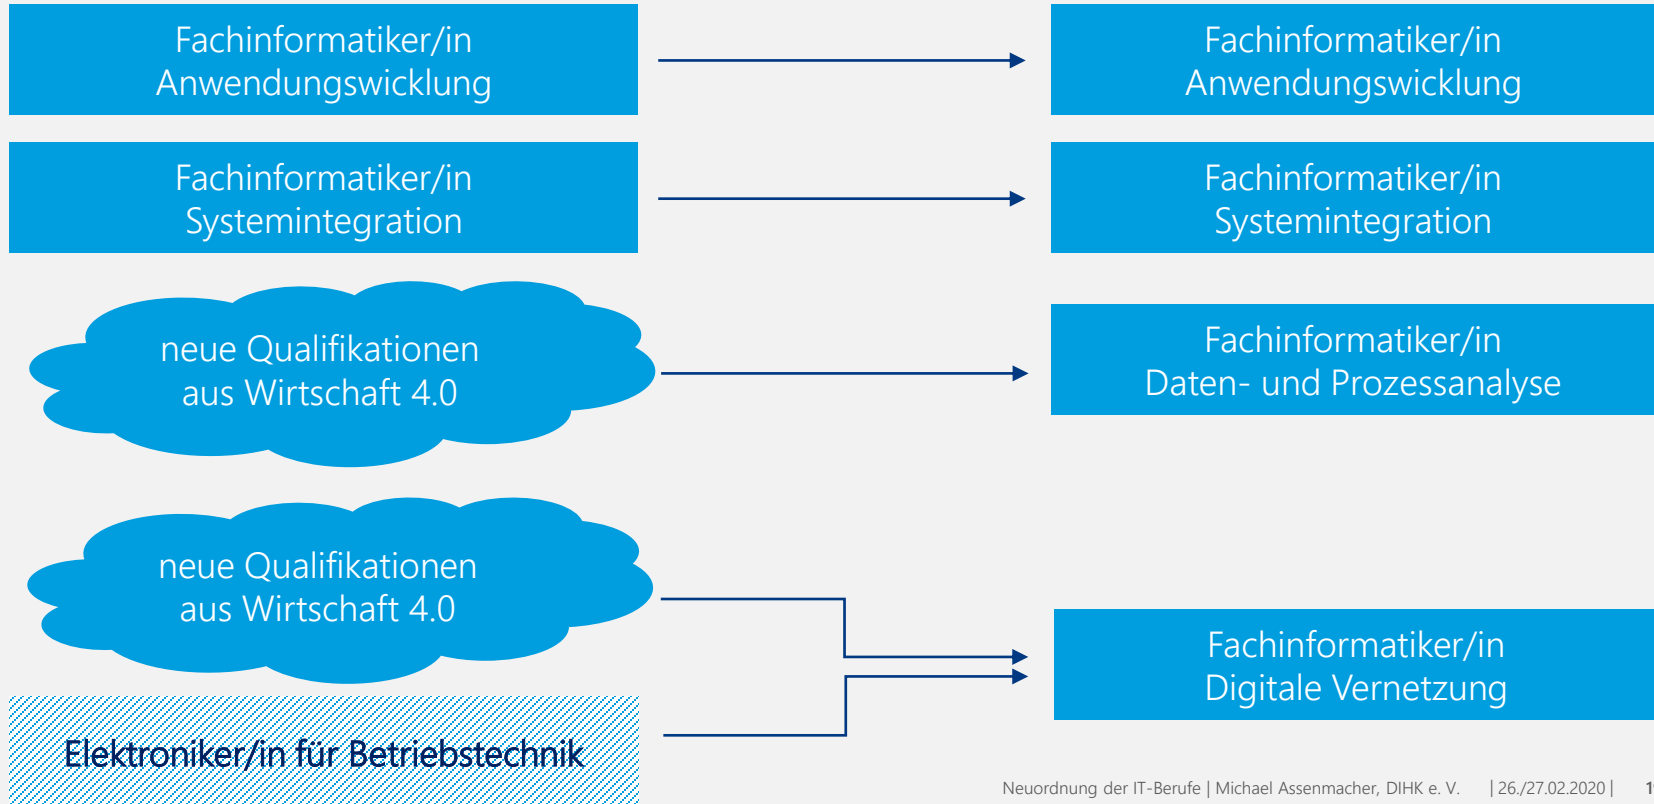 Fachinformatiker/in
Anwendungswicklung
Fachinformatiker/in
Anwendungswicklung
Fachinformatiker/in
Systemintegration
Fachinformatiker/in
Systemintegration
neue Qualifikationen
aus Wirtschaft 4.0
Fachinformatiker/in
Daten- und Prozessanalyse
neue Qualifikationen
aus Wirtschaft 4.0
Fachinformatiker/in
Digitale Vernetzung
Elektroniker/in für Betriebstechnik
Neuordnung der IT-Berufe | Michael Assenmacher, DIHK e. V. | 26./27.02.2020 |